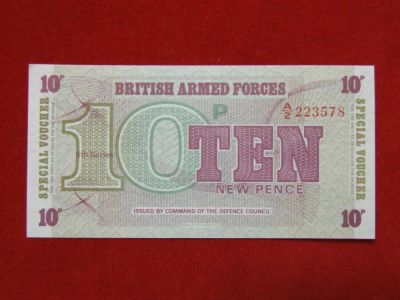 10P BRITISH ARMED FORCES 10P
A/2 223578
SPECIAL VOUCHER
SPECIAL VOUCHER
10P TEN
6th Series
NEW PENCE
ISSUED BY COMMAND OF THE DEFENCE COUNCIL
10P 10P